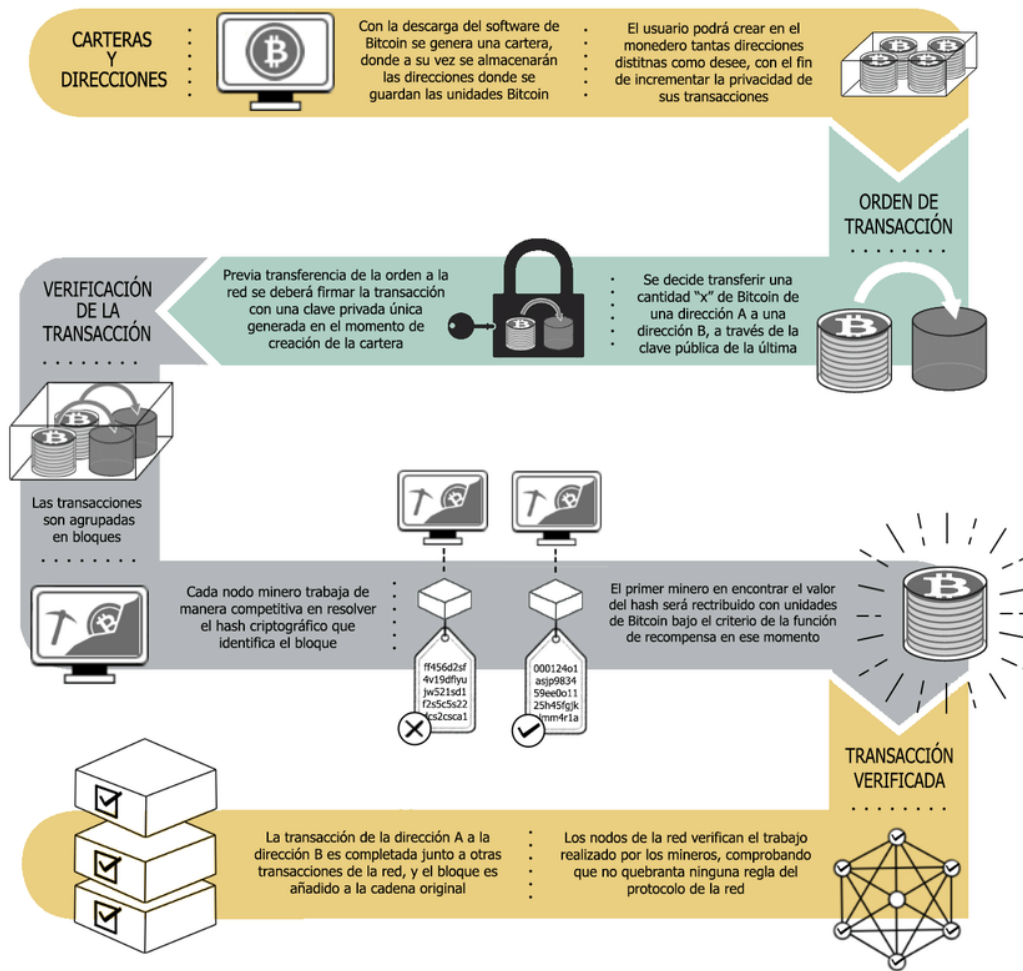 CARTERAS
Y
DIRECCIONES
Con la descarga del software de
Bitcoin se genera una cartera,
donde a su vez se almacenarán
las direcciones donde se
guardan las unidades Bitcoin
El usuario podrá crear en el
monedero tantas direcciones
distitnas como desee, con el fin
de incrementar la privacidad de
sus transacciones
ORDEN DE
TRANSACCIÓN
Se decide transferir una
cantidad “x” de Bitcoin de
una dirección A a una
dirección B, a través de la
clave pública de la última
Previa transferencia de la orden a la
red se deberá firmar la transacción
con una clave privada única
generada en el momento de
creación de la cartera
VERIFICACIÓN
DE LA
TRANSACCIÓN
Las transacciones
son agrupadas
en bloques
Cada nodo minero trabaja de
manera competitiva en resolver
el hash criptográfico que
identifica el bloque
ff456d2sf
4v19dfiyu
jw521sd1
f2s5c5s22
000124o1
asjp9834
59ee0o11
25h45fgjk
El primer minero en encontrar el valor
del hash será rectribuido con unidades
de Bitcoin bajo el criterio de la función
de recompensa en ese momento
TRANSACCIÓN
VERIFICADA
Los nodos de la red verifican el trabajo
realizado por los mineros, comprobando
que no quebranta ninguna regla del
protocolo de la red
La transacción de la dirección A a la
dirección B es completada junto a otras
transacciones de la red, y el bloque es
añadido a la cadena original